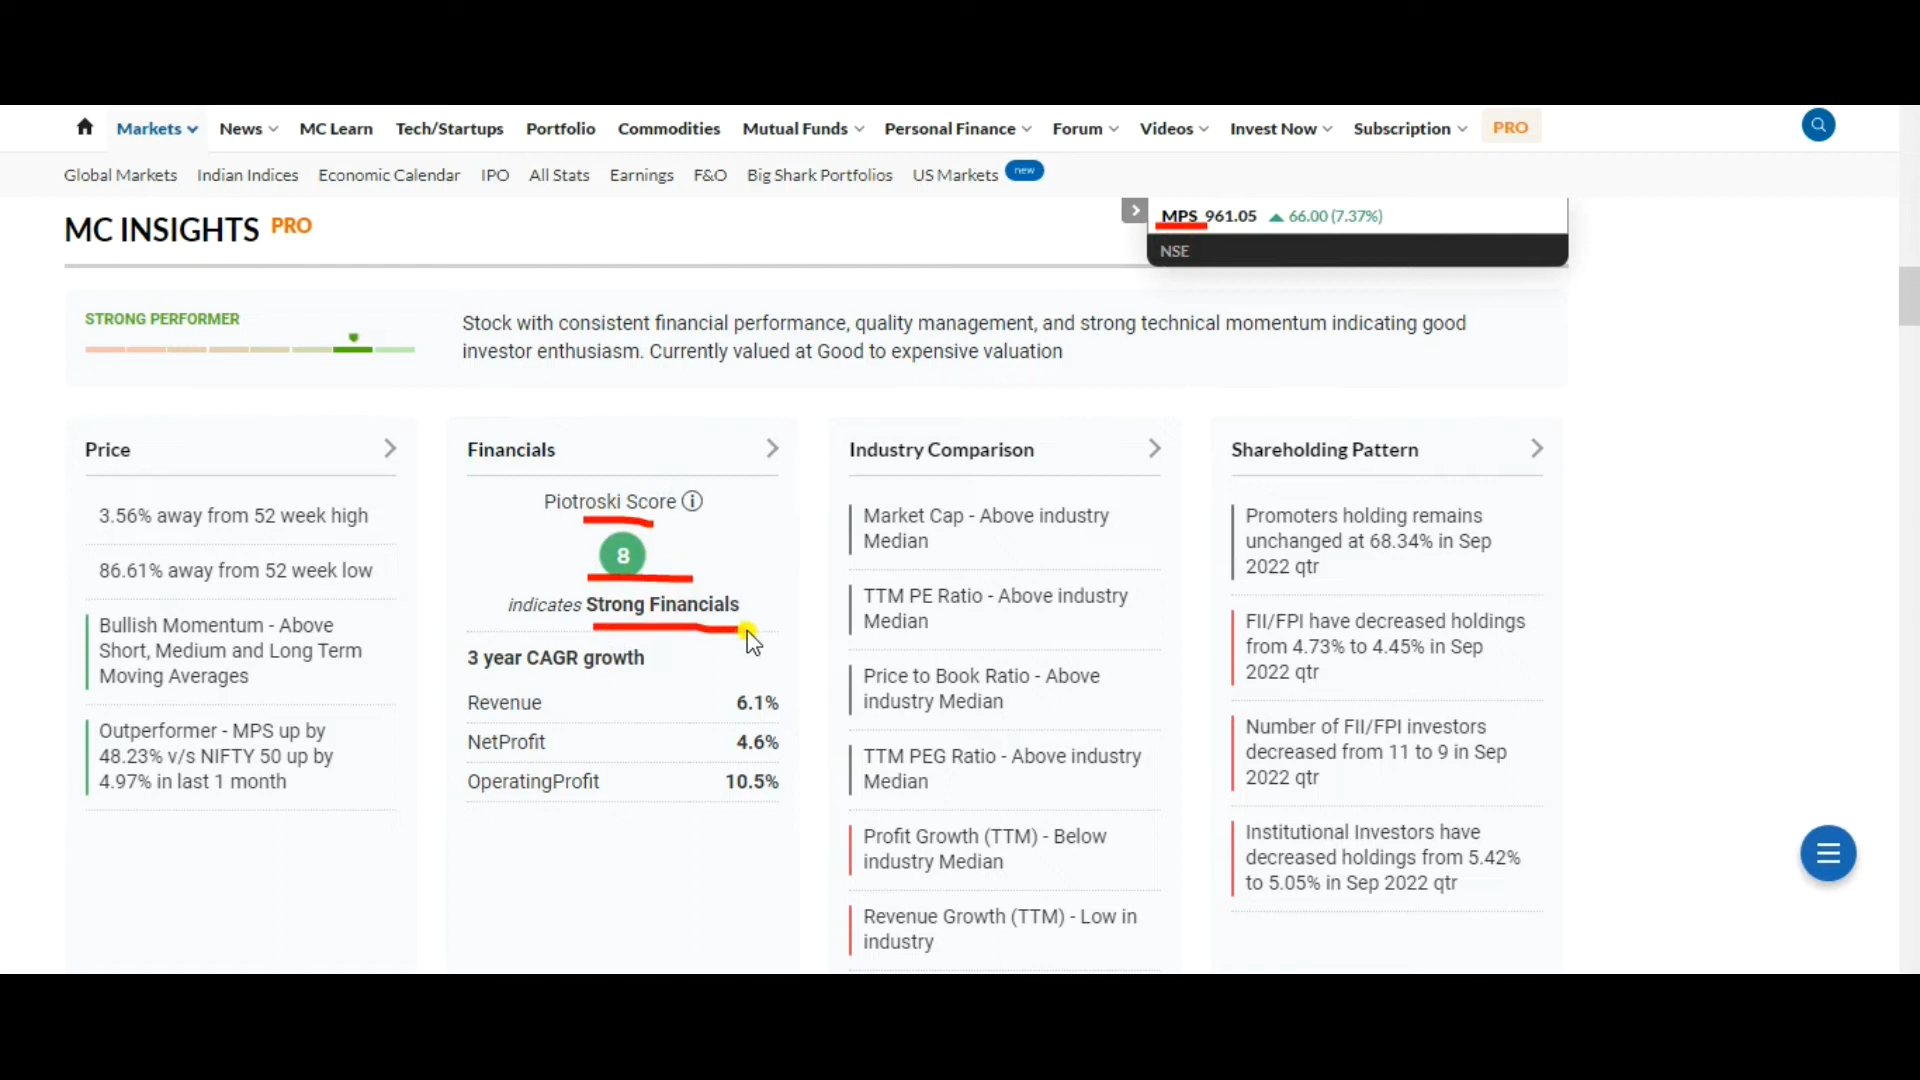 Markets News MC Learn Tech/Startups Portfolio Commodities Mutual Funds Personal Finance Forum Videos Invest Now Subscription PRO
Global Markets Indian Indices Economic Calendar IPO All Stats Earnings F&O Big Shark Portfolios US Markets new
MC INSIGHTS PRO
MPS 961.05 66.00 (7.37%)
NSE
STRONG PERFORMER
Stock with consistent financial performance, quality management, and strong technical momentum indicating good
investor enthusiasm. Currently valued at Good to expensive valuation
Price
3.56% away from 52 week high
86.61% away from 52 week low
Bullish Momentum - Above
Short, Medium and Long Term
Moving Averages
Outperformer - MPS up by
48.23% v/s NIFTY 50 up by
4.97% in last 1 month
Financials
Piotroski Score
8
indicates Strong Financials
3 year CAGR growth
Revenue 6.1%
NetProfit 4.6%
OperatingProfit 10.5%
Industry Comparison
Market Cap - Above industry
Median
TTM PE Ratio - Above industry
Median
Price to Book Ratio - Above
industry Median
TTM PEG Ratio - Above industry
Median
Profit Growth (TTM) - Below
industry Median
Revenue Growth (TTM) - Low in
industry
Shareholding Pattern
Promoters holding remains
unchanged at 68.34% in Sep
2022 qtr
FII/FPI have decreased holdings
from 4.73% to 4.45% in Sep
2022 qtr
Number of FII/FPI investors
decreased from 11 to 9 in Sep
2022 qtr
Institutional Investors have
decreased holdings from 5.42%
to 5.05% in Sep 2022 qtr